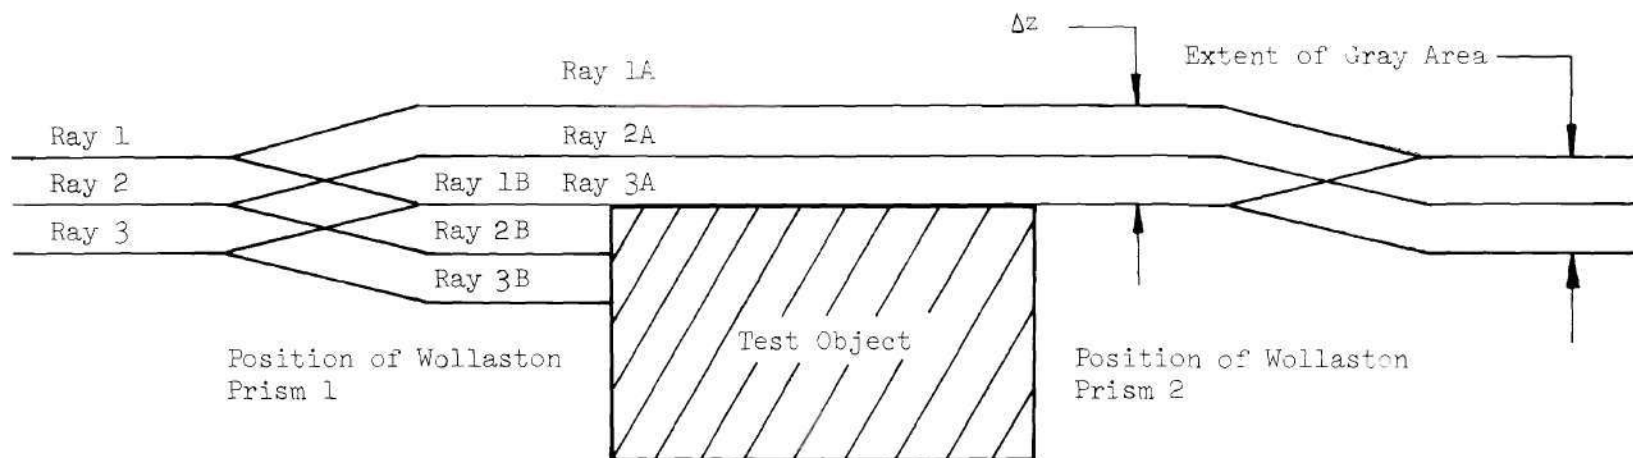 Δz
Extent of Gray Area
Ray 1A
Ray 1
Ray 2A
Ray 2
Ray 1B
Ray 3A
Ray 3
Ray 2B
Ray 3B
Test Object
Position of Wollaston
Prism 1
Position of Wollaston
Prism 2